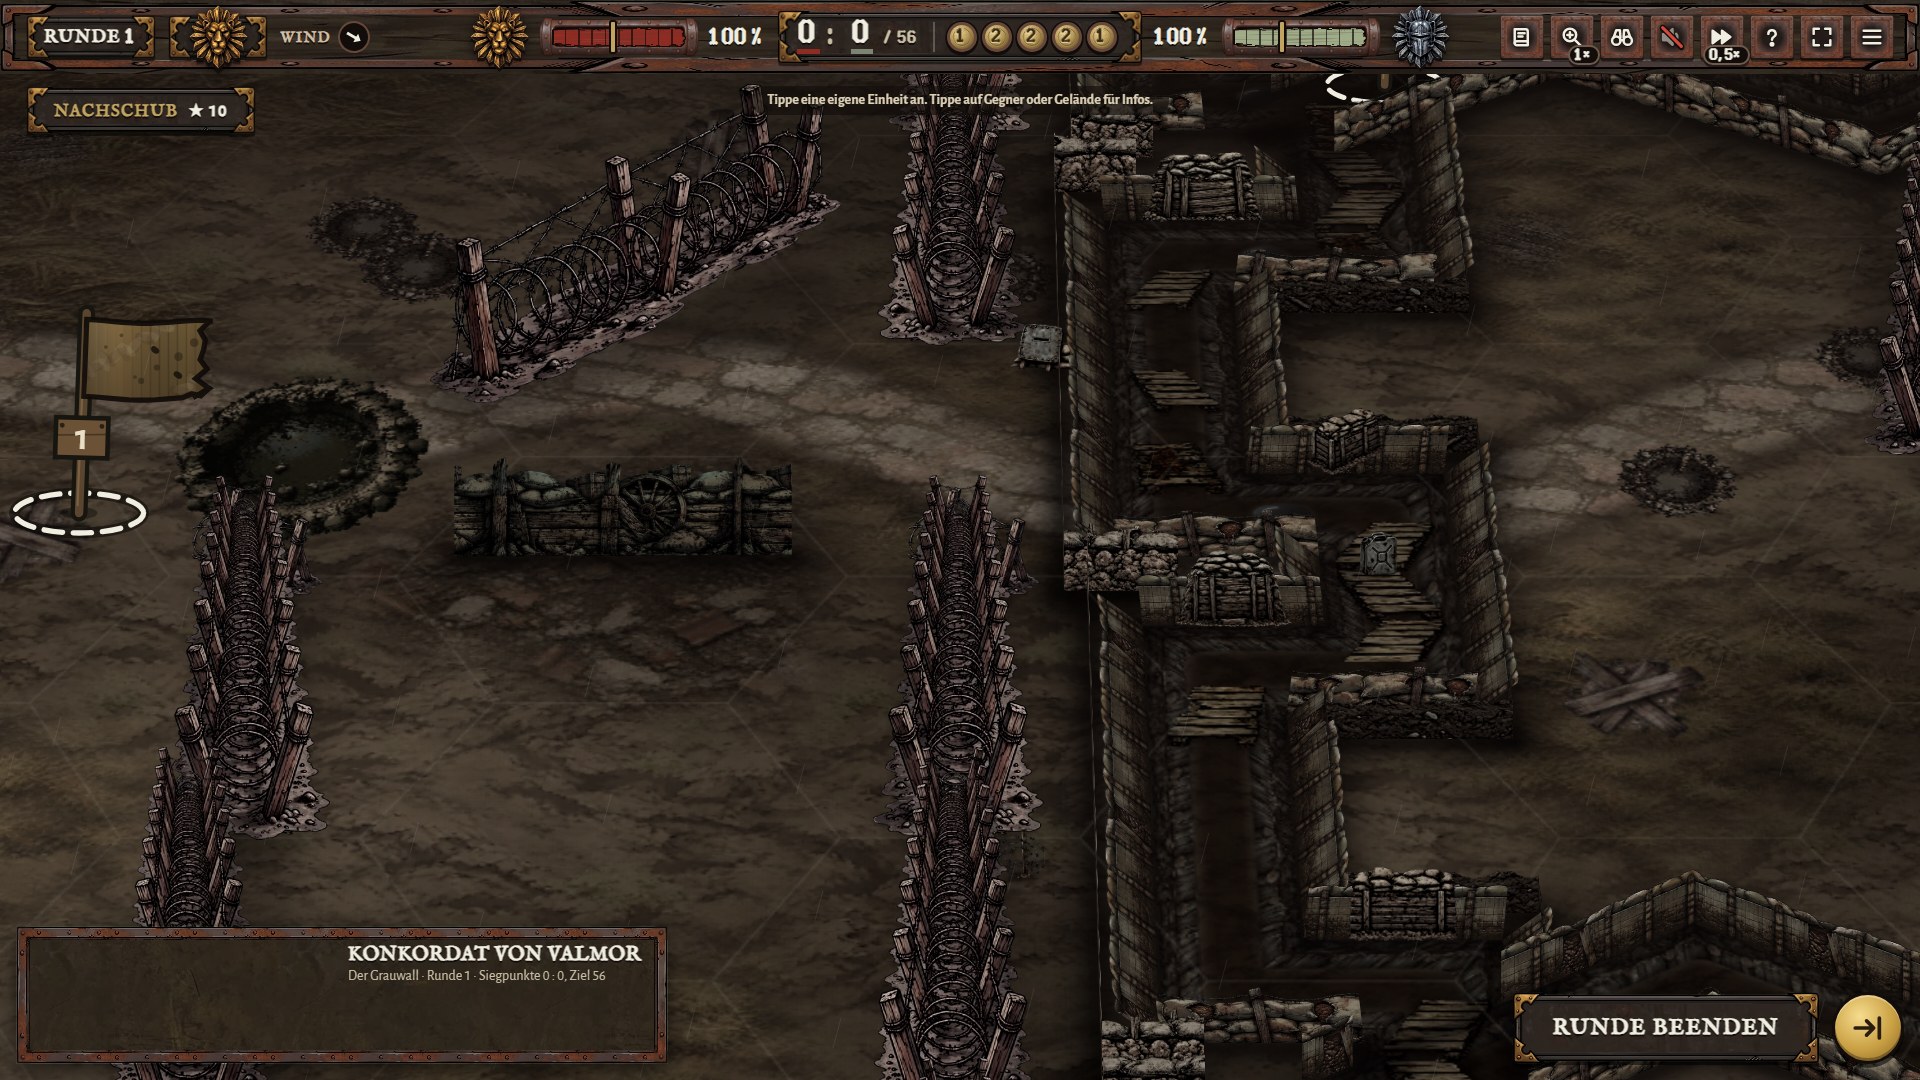 RUNDE 1
WIND
100%
0 : 0 / 56
1 2 2 2 1
100%
1×
0,5×
?
NACHSCHUB ★ 10
Tippe eine eigene Einheit an. Tippe auf Gegner oder Gelände für Infos.
1
KONKORDAT VON VALMOR
Der Grauwall · Runde 1 · Siegpunkte 0 : 0, Ziel 56
RUNDE BEENDEN